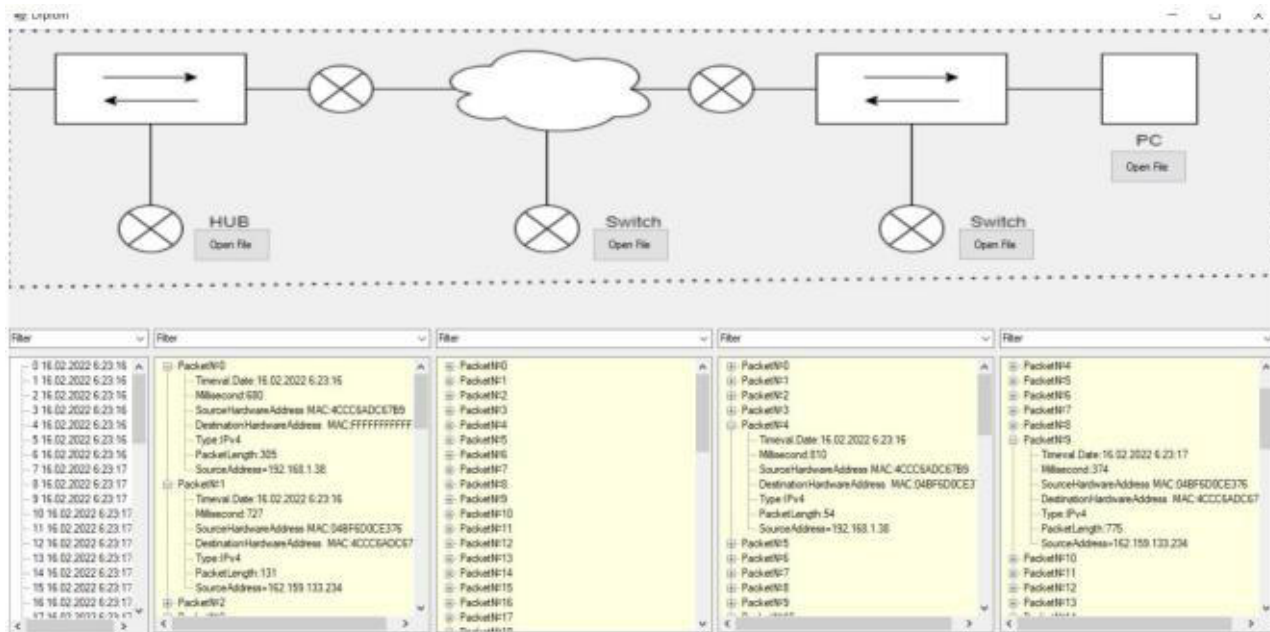 Diplom
PC
Open File
HUB
Open File
Switch
Open File
Switch
Open File
Filter
Filter
Filter
Filter
Filter
0 16.02.2022 6:23:16
1 16.02.2022 6:23:16
2 16.02.2022 6:23:16
3 16.02.2022 6:23:16
4 16.02.2022 6:23:16
5 16.02.2022 6:23:16
6 16.02.2022 6:23:16
7 16.02.2022 6:23:17
8 16.02.2022 6:23:17
9 16.02.2022 6:23:17
10 16.02.2022 6:23:17
11 16.02.2022 6:23:17
12 16.02.2022 6:23:17
13 16.02.2022 6:23:17
14 16.02.2022 6:23:17
15 16.02.2022 6:23:17
16 16.02.2022 6:23:17
17 16.02.2022 6:23:17
Packet№0
Timeval.Date:16.02.2022 6:23:16
Millisecond:680
SourceHardwareAddress MAC:4CCC6ADC67B9
DestinationHardwareAddress MAC:FFFFFFFFFFF
Type:IPv4
PacketLength:305
SourceAddress=192.168.1.38
Packet№1
Timeval.Date:16.02.2022 6:23:16
Millisecond:727
SourceHardwareAddress MAC:04BF6D0CE376
DestinationHardwareAddress MAC:4CCC6ADC67
Type:IPv4
PacketLength:131
SourceAddress=162.159.133.234
Packet№2
Packet№0
Packet№1
Packet№2
Packet№3
Packet№4
Packet№5
Packet№6
Packet№7
Packet№8
Packet№9
Packet№10
Packet№11
Packet№12
Packet№13
Packet№14
Packet№15
Packet№16
Packet№17
Packet№0
Packet№1
Packet№2
Packet№3
Packet№4
Timeval.Date:16.02.2022 6:23:16
Millisecond:810
SourceHardwareAddress MAC:4CCC6ADC67B9
DestinationHardwareAddress MAC:04BF6D0CE37
Type:IPv4
PacketLength:54
SourceAddress=192.168.1.38
Packet№5
Packet№6
Packet№7
Packet№8
Packet№9
Packet№4
Packet№5
Packet№6
Packet№7
Packet№8
Packet№9
Timeval.Date:16.02.2022 6:23:17
Millisecond:374
SourceHardwareAddress MAC:04BF6D0CE376
DestinationHardwareAddress MAC:4CCC6ADC67
Type:IPv4
PacketLength:775
SourceAddress=162.159.133.234
Packet№10
Packet№11
Packet№12
Packet№13